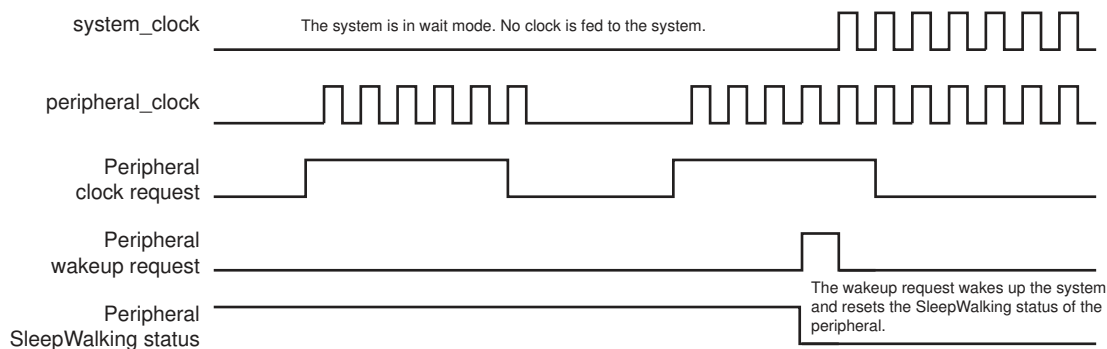 system_clock
The system is in wait mode. No clock is fed to the system.
peripheral_clock
Peripheral
clock request
Peripheral
wakeup request
The wakeup request wakes up the system
and resets the SleepWalking status of the
peripheral.
Peripheral
SleepWalking status